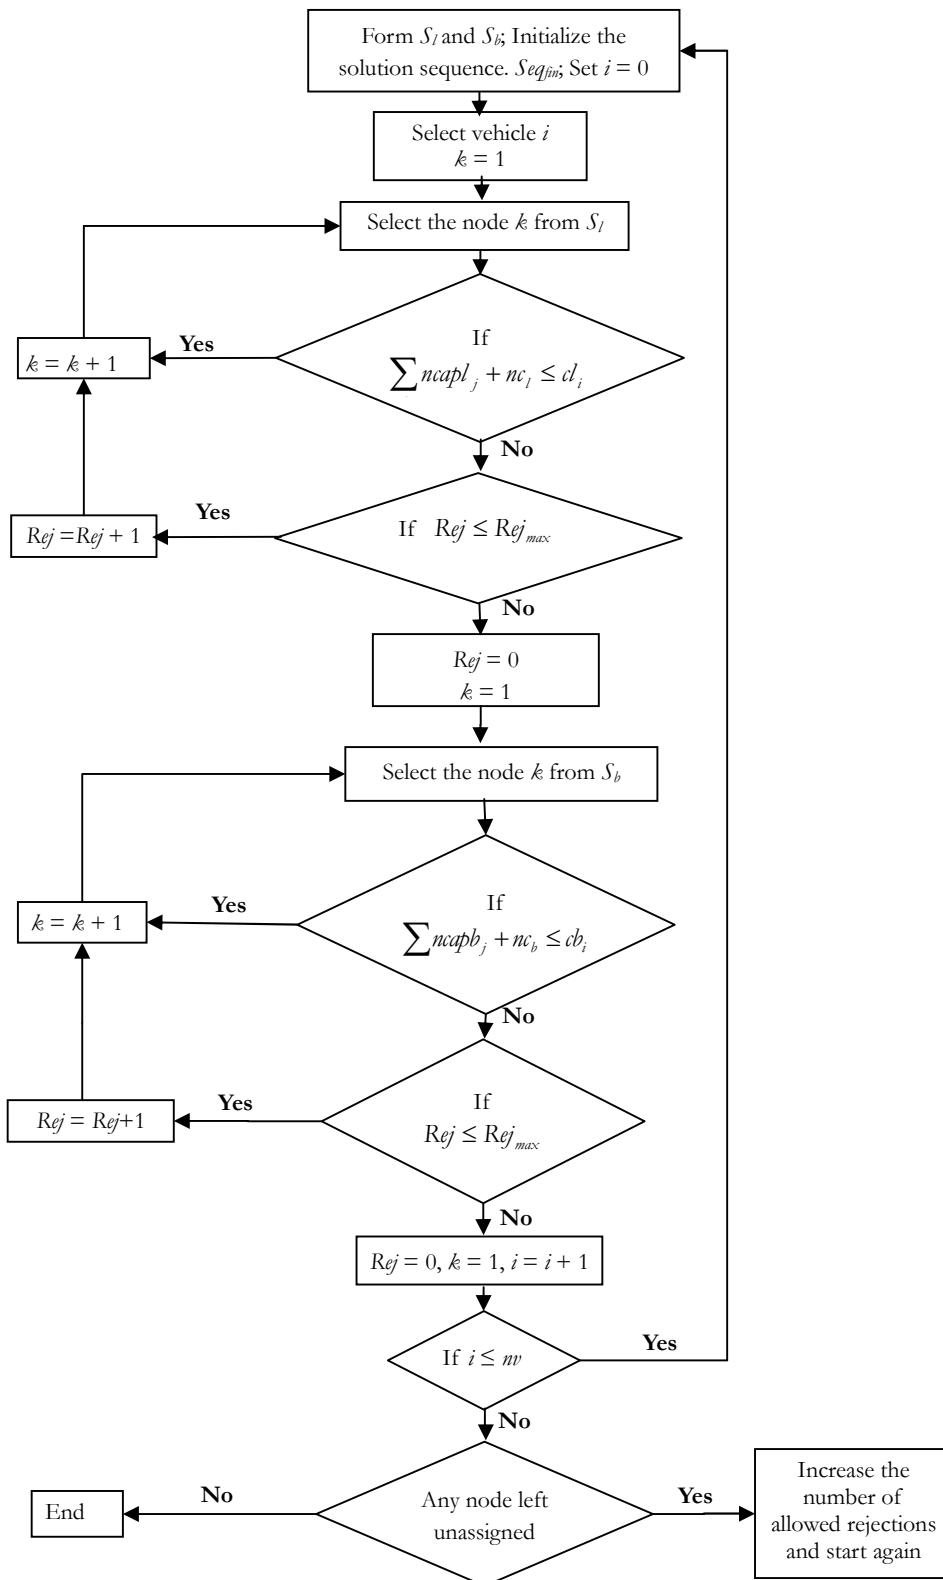 Form S_l and S_b; Initialize the
solution sequence. Seq_fin; Set i = 0
Select vehicle i
k = 1
Select the node k from S_l
If
∑ ncapl_j + nc_l ≤ cl_i
Yes
k = k + 1
No
If Rej ≤ Rej_max
Yes
Rej =Rej + 1
No
Rej = 0
k = 1
Select the node k from S_b
If
∑ ncapb_j + nc_b ≤ cb_i
Yes
k = k + 1
No
If
Rej ≤ Rej_max
Yes
Rej = Rej+1
No
Rej = 0, k = 1, i = i + 1
If i ≤ nv
Yes
No
Any node left
unassigned
No
End
Yes
Increase the
number of
allowed rejections
and start again